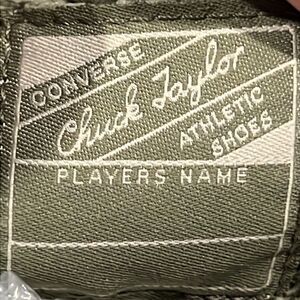 CONVERSE
Chuck Taylor
ATHLETIC
SHOES
PLAYERS NAME